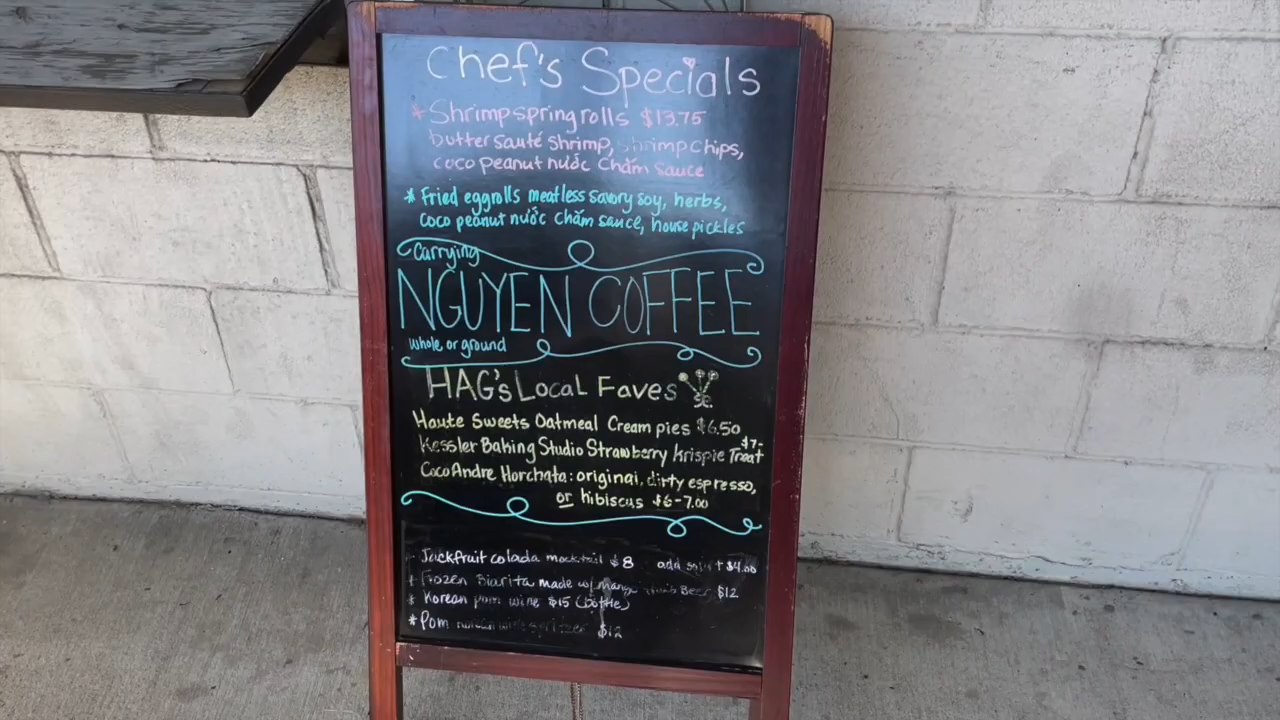 Chef's Specials
* Shrimp spring rolls $13.75
butter sauté shrimp, shrimp chips,
coco peanut nước chấm sauce
* Fried eggrolls meatless savory soy, herbs,
coco peanut nước chấm sauce, house pickles
Carrying
NGUYEN COFFEE
whole or ground
HAG's Local Faves
Haute Sweets Oatmeal Cream pies $6.50
Kessler Baking Studio Strawberry Krispie Treat $7-
CocoAndre Horchata: original, dirty espresso,
or hibiscus $6-7.00
Jackfruit colada mocktail $8 add soju + $4.00
* Frozen Biarita made w/ mango Beer $12
* Korean pom wine $15 (bottle)
* Pom spritzer $12